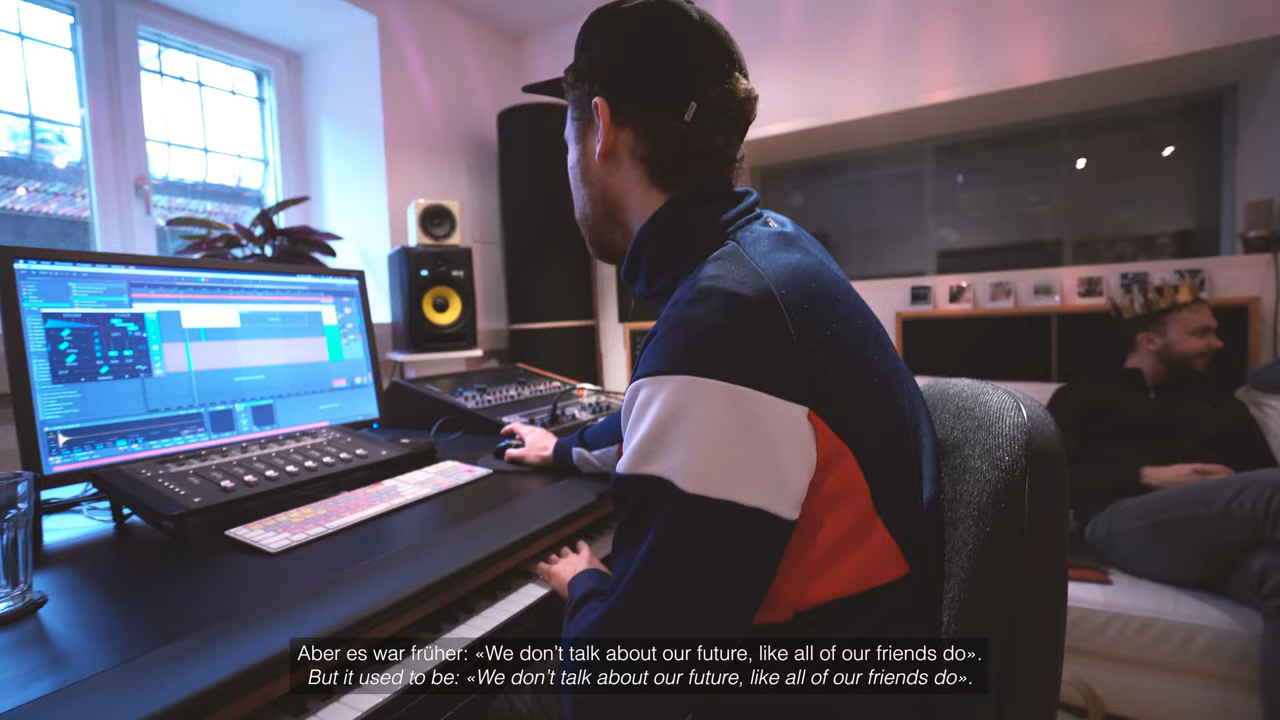 Aber es war früher: «We don't talk about our future, like all of our friends do».
But it used to be: «We don't talk about our future, like all of our friends do».